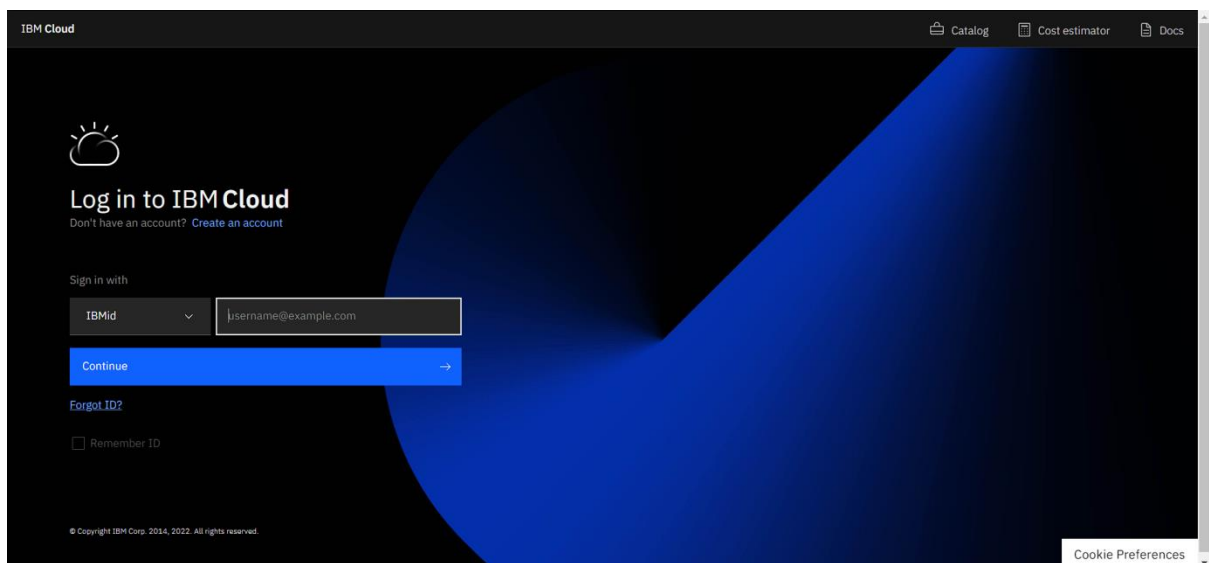 IBM Cloud
Catalog
Cost estimator
Docs
Log in to IBM Cloud
Don't have an account? Create an account
Sign in with
IBMid
username@example.com
Continue
Forgot ID?
Remember ID
© Copyright IBM Corp. 2014, 2022. All rights reserved.
Cookie Preferences